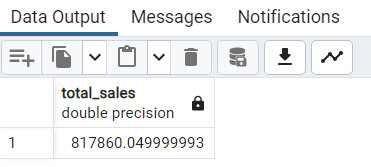 Data Output Messages Notifications
total_sales
double precision
1 817860.049999993